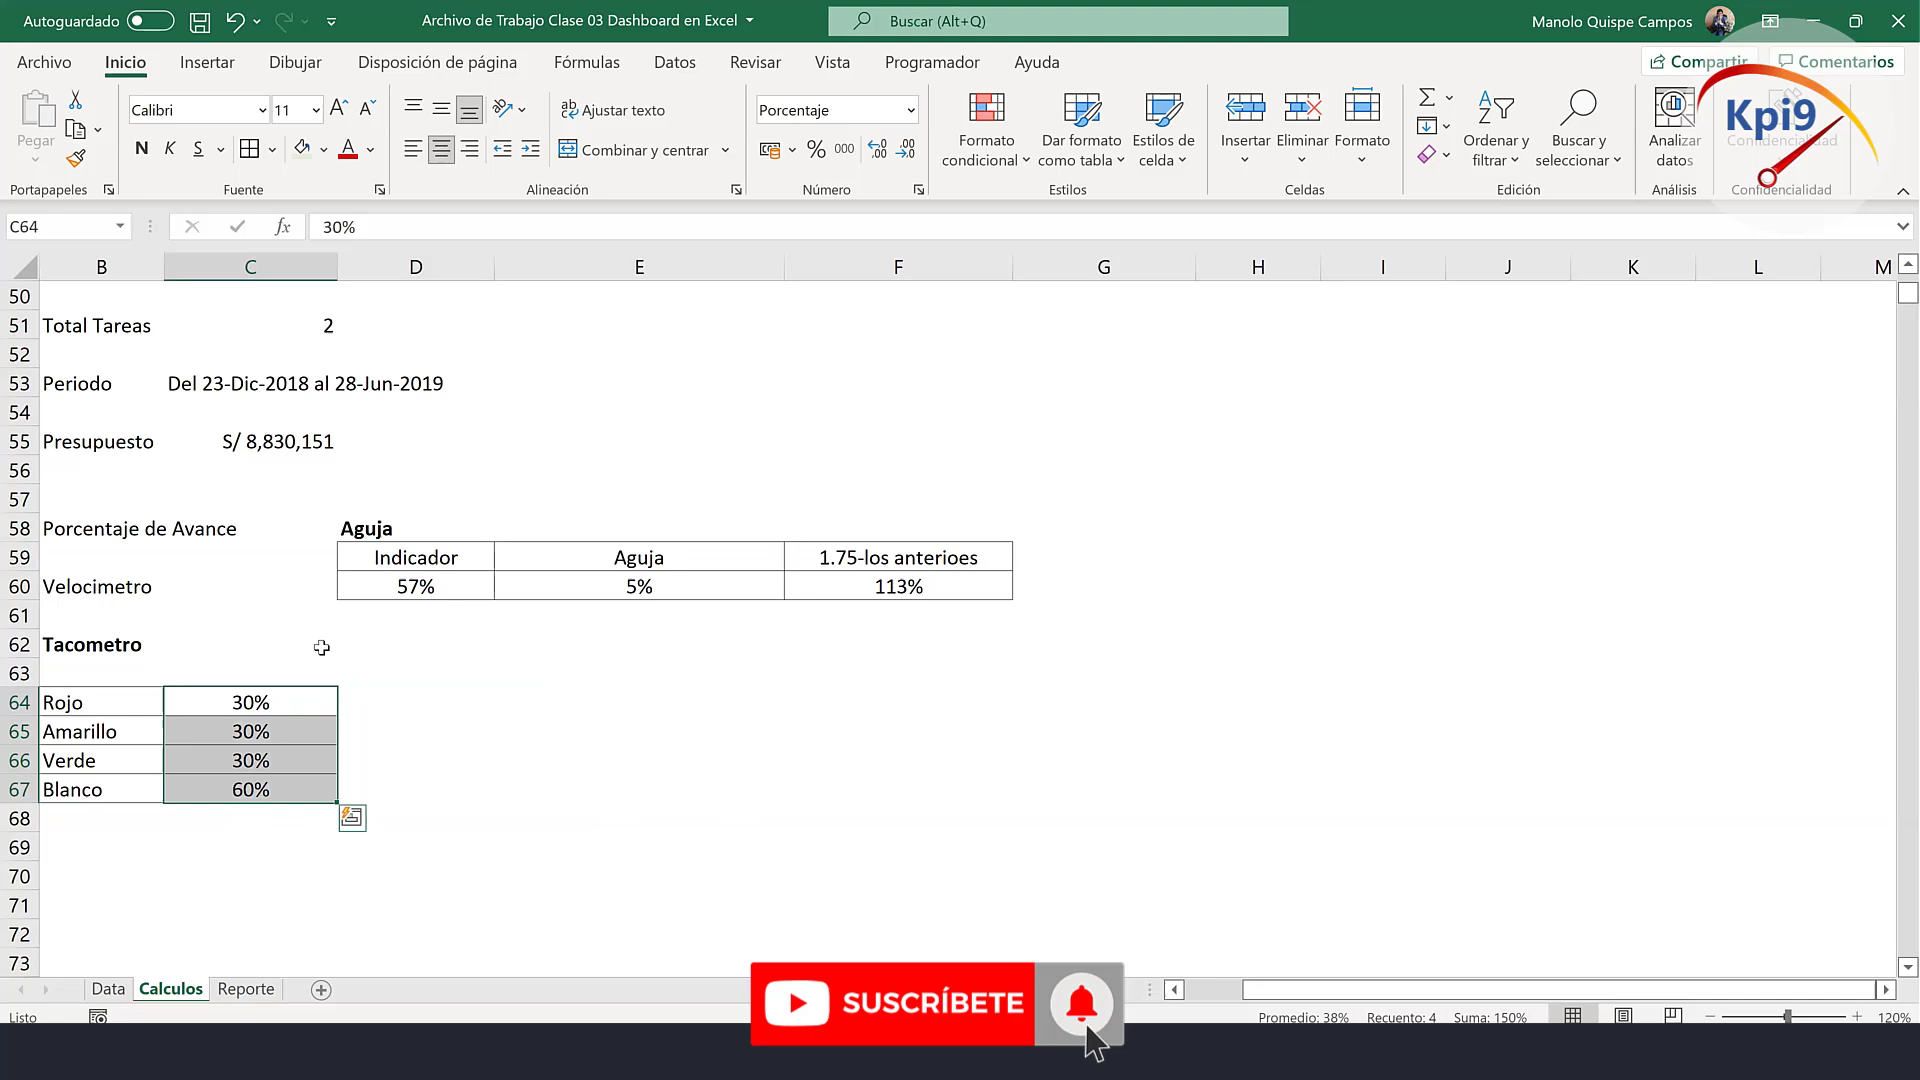 Autoguardado
Archivo de Trabajo Clase 03 Dashboard en Excel
Buscar (Alt+Q)
Manolo Quispe Campos
Archivo Inicio Insertar Dibujar Disposición de página Fórmulas Datos Revisar Vista Programador Ayuda
Compartir Comentarios
Pegar
Calibri 11
N K S
Ajustar texto
Combinar y centrar
Porcentaje
% 000
Formato condicional
Dar formato como tabla
Estilos de celda
Insertar Eliminar Formato
Ordenar y filtrar
Buscar y seleccionar
Analizar datos
Confidencialidad
Kpi9
Portapapeles Fuente Alineación Número Estilos Celdas Edición Análisis Confidencialidad
C64 fx 30%
B C D E F G H I J K L M
50
51 Total Tareas 2
52
53 Periodo Del 23-Dic-2018 al 28-Jun-2019
54
55 Presupuesto S/ 8,830,151
56
57
58 Porcentaje de Avance Aguja
59 Indicador Aguja 1.75-los anterioes
60 Velocimetro 57% 5% 113%
61
62 Tacometro
63
64 Rojo 30%
65 Amarillo 30%
66 Verde 30%
67 Blanco 60%
68
69
70
71
72
73
Data Calculos Reporte
SUSCRÍBETE
Listo
Promedio: 38% Recuento: 4 Suma: 150%
120%